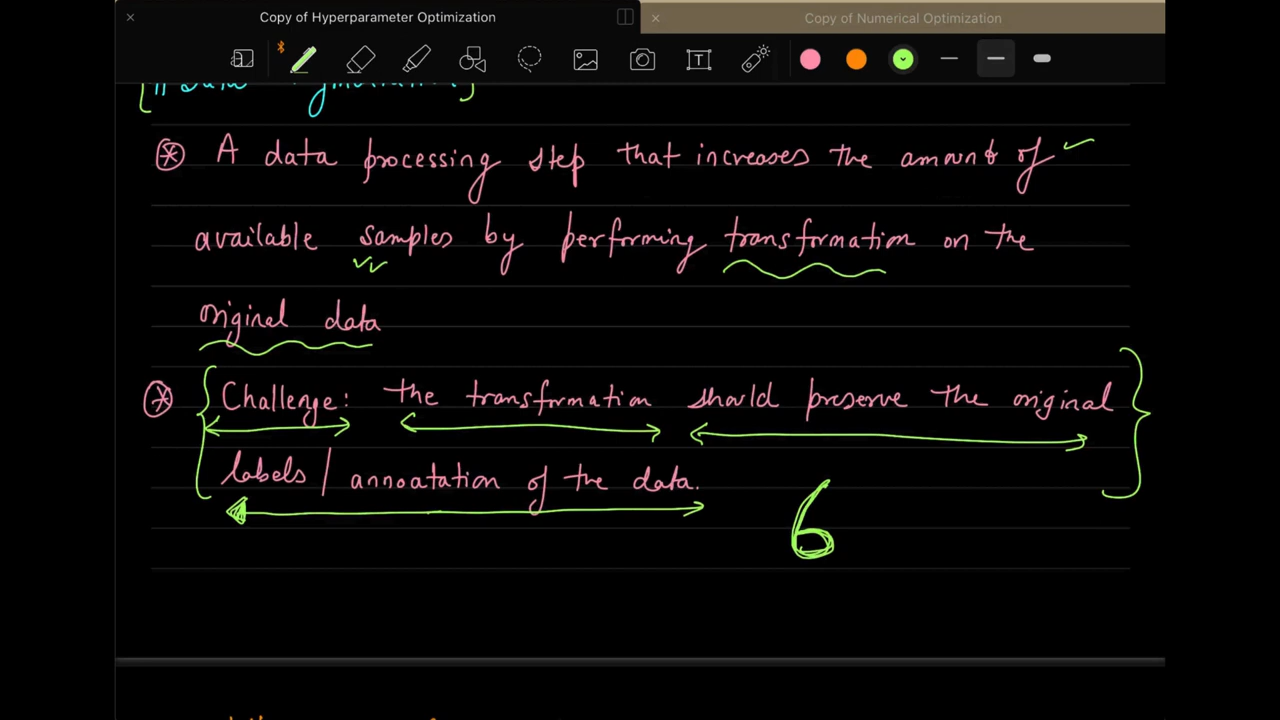 Copy of Hyperparameter Optimization
Copy of Numerical Optimization
T
A data processing step that increases the amount of
available samples by performing transformation on the
original data
Challenge: the transformation should preserve the original
labels / annoatation of the data.
6